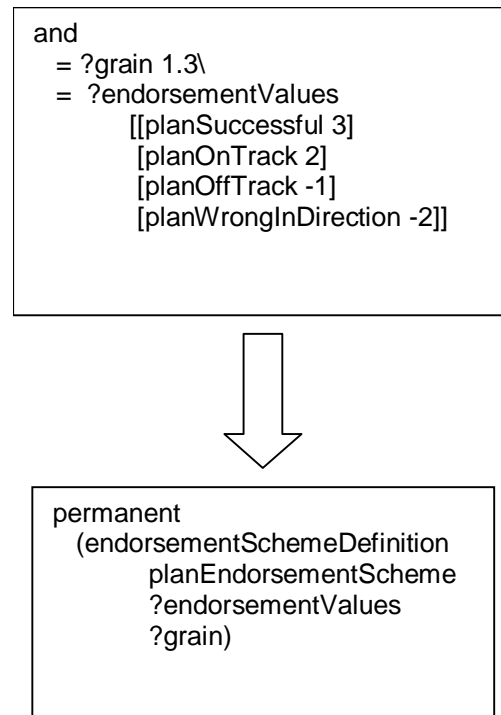 and
= ?grain 1.3\
= ?endorsementValues
[[planSuccessful 3]
[planOnTrack 2]
[planOffTrack -1]
[planWrongInDirection -2]]
permanent
(endorsementSchemeDefinition
planEndorsementScheme
?endorsementValues
?grain)